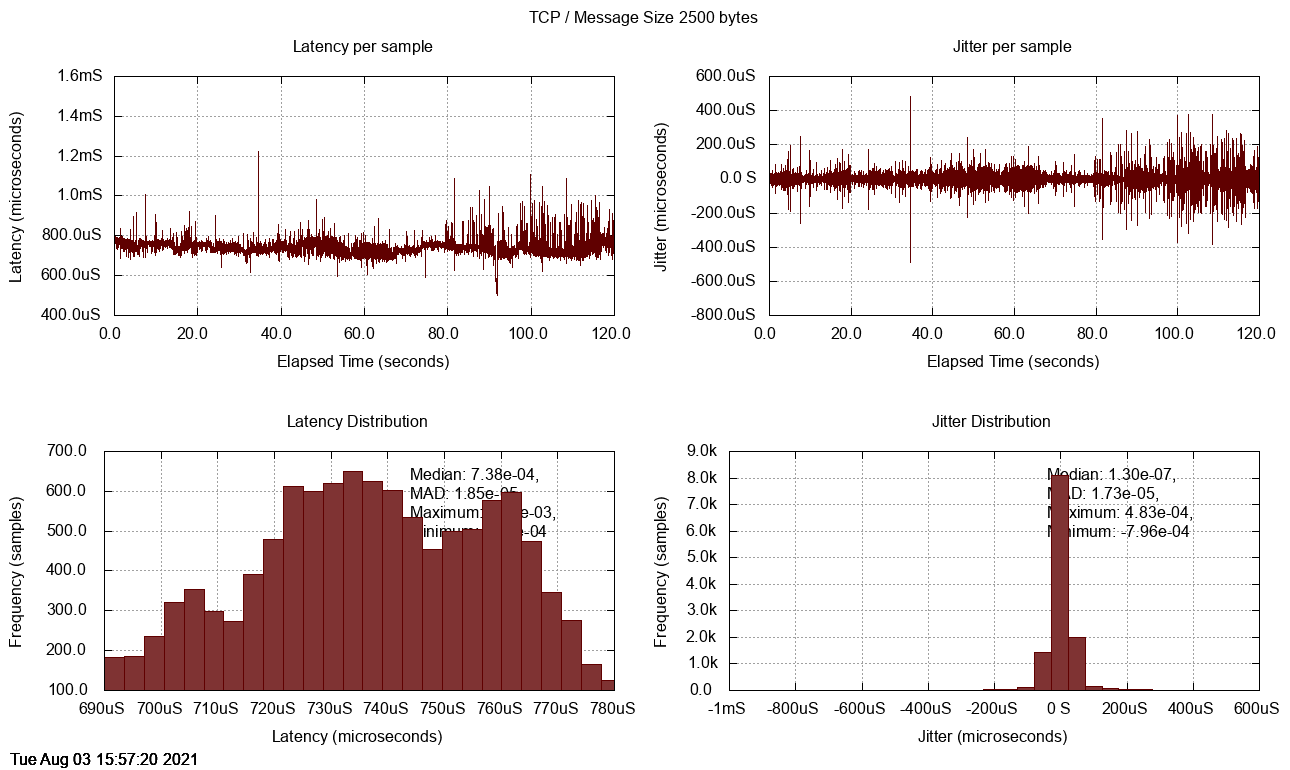 TCP / Message Size 2500 bytes
Latency per sample
1.6mS
1.4mS
1.2mS
1.0mS
800.0uS
600.0uS
400.0uS
0.0 20.0 40.0 60.0 80.0 100.0 120.0
Latency (microseconds)
Elapsed Time (seconds)
Jitter per sample
600.0uS
400.0uS
200.0uS
0.0 S
-200.0uS
-400.0uS
-600.0uS
-800.0uS
0.0 20.0 40.0 60.0 80.0 100.0 120.0
Jitter (microseconds)
Elapsed Time (seconds)
Latency Distribution
700.0
600.0
500.0
400.0
300.0
200.0
100.0
690uS 700uS 710uS 720uS 730uS 740uS 750uS 760uS 770uS 780uS
Frequency (samples)
Latency (microseconds)
Median: 7.38e-04,
MAD: 1.85e-05,
Maximum:
Minimum:
Jitter Distribution
9.0k
8.0k
7.0k
6.0k
5.0k
4.0k
3.0k
2.0k
1.0k
0.0
-1mS -800uS -600uS -400uS -200uS 0 S 200uS 400uS 600uS
Frequency (samples)
Jitter (microseconds)
Median: 1.30e-07,
MAD: 1.73e-05,
Maximum: 4.83e-04,
Minimum: -7.96e-04
Tue Aug 03 15:57:20 2021